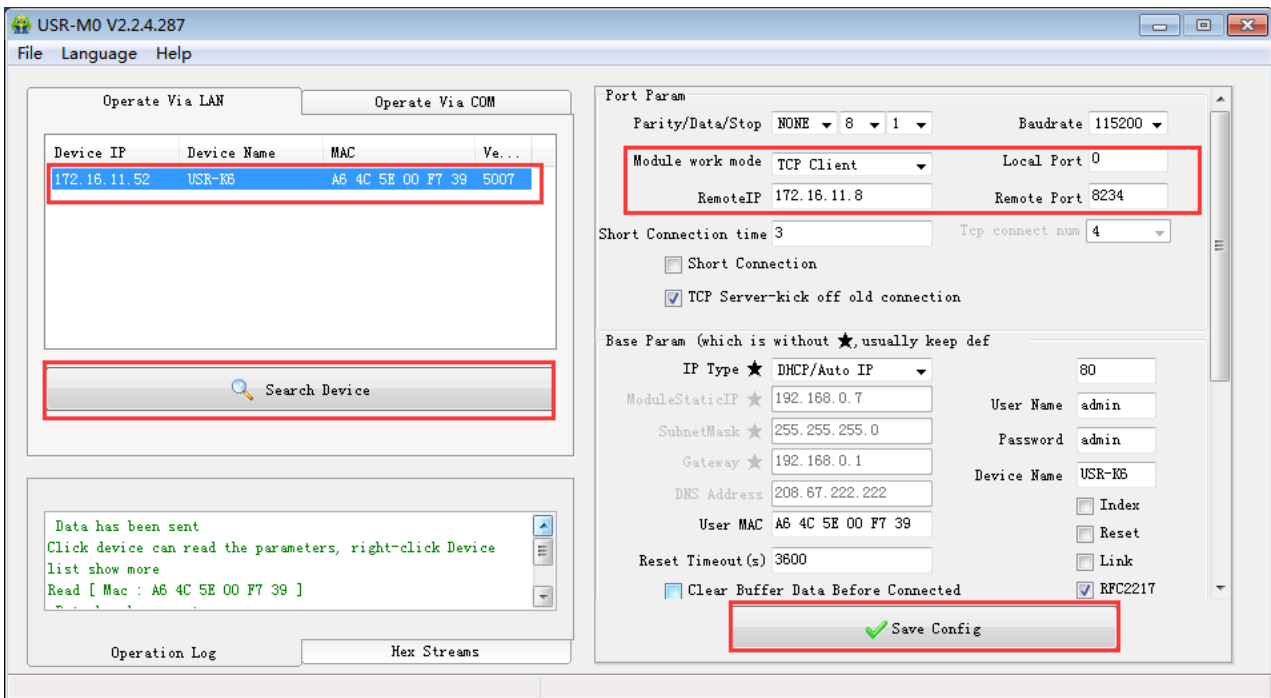 USR-M0 V2.2.4.287
File Language Help
Operate Via LAN
Operate Via COM
Device IP Device Name MAC Ve...
172.16.11.52 USR-K6 A6 4C 5E 00 F7 39 5007
Search Device
Data has been sent
Click device can read the parameters, right-click Device
list show more
Read [ Mac : A6 4C 5E 00 F7 39 ]
Operation Log
Hex Streams
Port Param
Parity/Data/Stop NONE 8 1 Baudrate 115200
Module work mode TCP Client Local Port 0
RemoteIP 172.16.11.8 Remote Port 8234
Short Connection time 3 Tcp connect num 4
Short Connection
TCP Server-kick off old connection
Base Param (which is without ★,usually keep def
IP Type ★ DHCP/Auto IP 80
ModuleStaticIP ★ 192.168.0.7 User Name admin
SubnetMask ★ 255.255.255.0 Password admin
Gateway ★ 192.168.0.1 Device Name USR-K6
DNS Address 208.67.222.222 Index
User MAC A6 4C 5E 00 F7 39 Reset
Reset Timeout(s) 3600 Link
Clear Buffer Data Before Connected RFC2217
Save Config